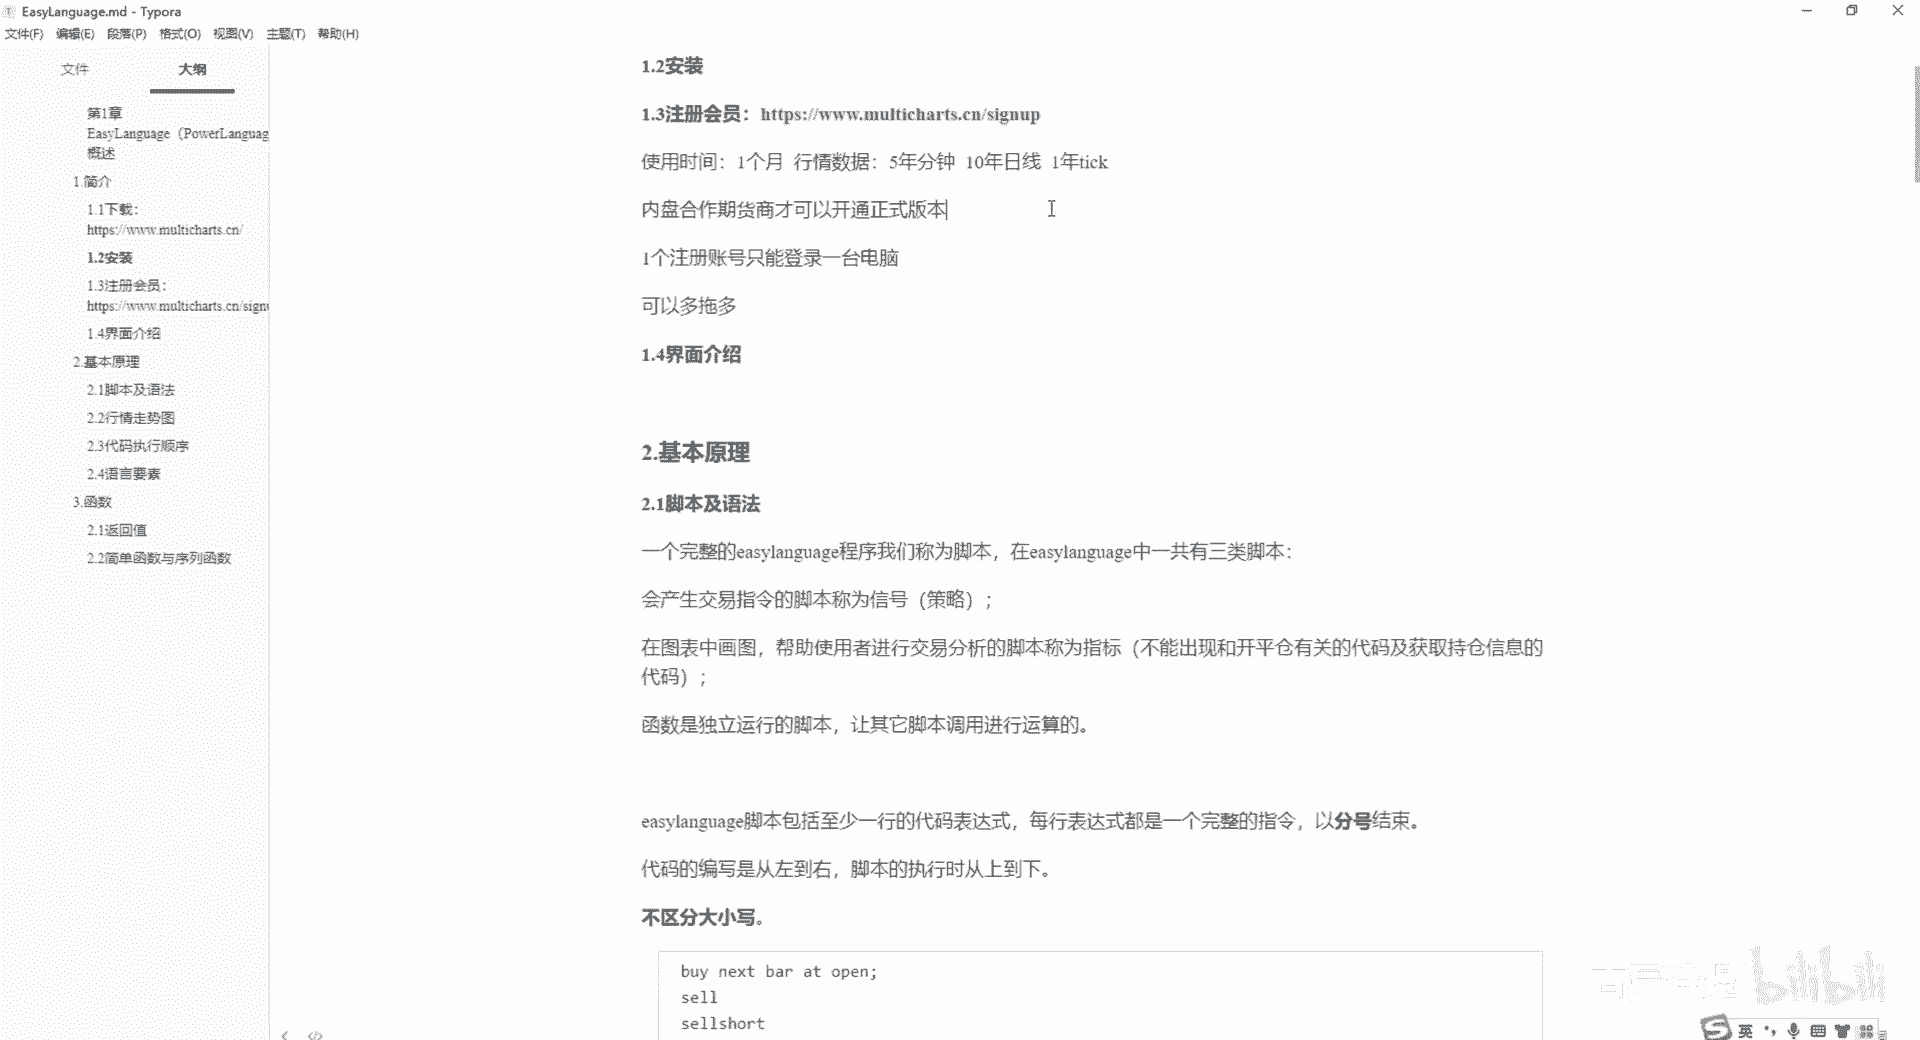 EasyLanguage.md - Typora
文件(F) 编辑(E) 段落(P) 格式(O) 视图(V) 主题(T) 帮助(H)
文件 大纲
第1章
EasyLanguage（PowerLanguag
概述
1.简介
1.1下载：
https://www.multicharts.cn/
1.2安装
1.3注册会员：
https://www.multicharts.cn/signu
1.4界面介绍
2.基本原理
2.1脚本及语法
2.2行情走势图
2.3代码执行顺序
2.4语言要素
3.函数
2.1返回值
2.2简单函数与序列函数
1.2安装
1.3注册会员：https://www.multicharts.cn/signup
使用时间：1个月 行情数据：5年分钟 10年日线 1年tick
内盘合作期货商才可以开通正式版本
1个注册账号只能登录一台电脑
可以多拖多
1.4界面介绍
2.基本原理
2.1脚本及语法
一个完整的easylanguage程序我们称为脚本，在easylanguage中一共有三类脚本：
会产生交易指令的脚本称为信号（策略）；
在图表中画图，帮助使用者进行交易分析的脚本称为指标（不能出现和开平仓有关的代码及获取持仓信息的
代码）；
函数是独立运行的脚本，让其它脚本调用进行运算的。
easylanguage脚本包括至少一行的代码表达式，每行表达式都是一个完整的指令，以分号结束。
代码的编写是从左到右，脚本的执行时从上到下。
不区分大小写。
buy next bar at open;
sell
sellshort
bilibili
英